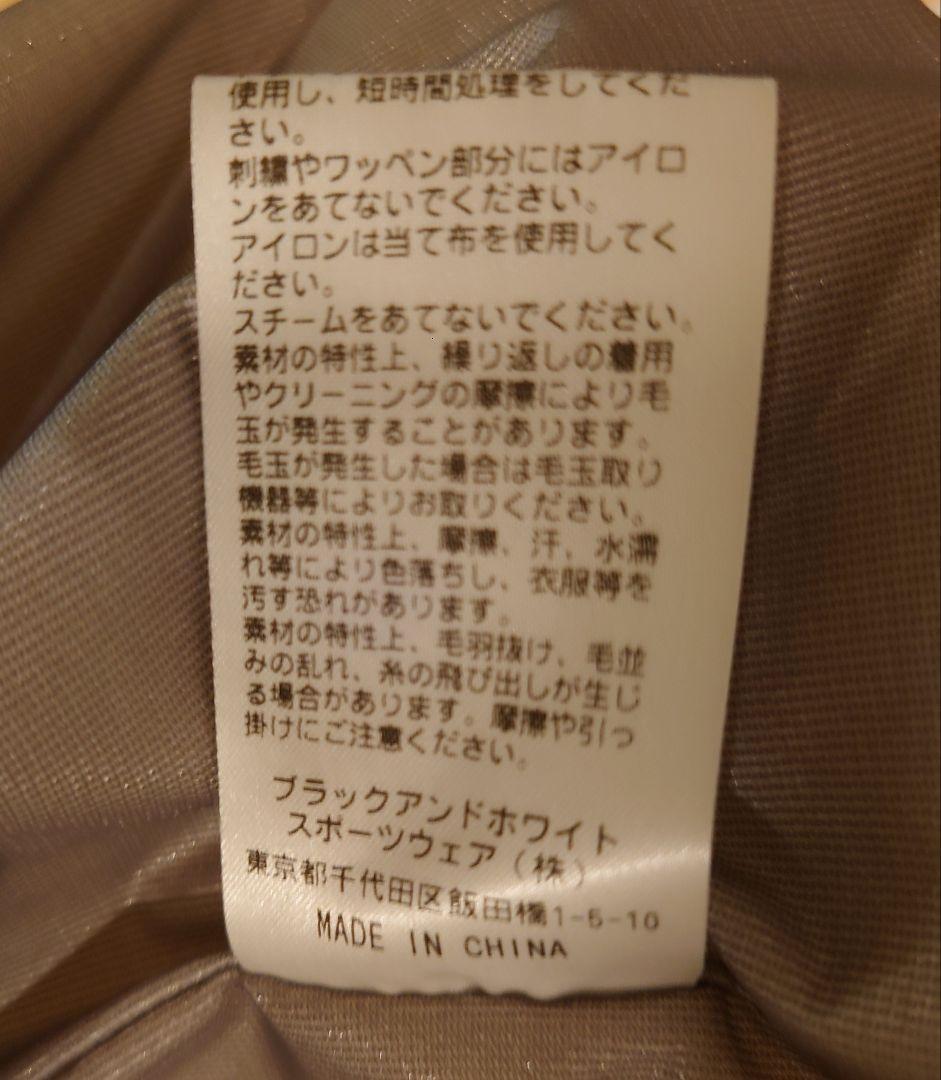 使用し、短時間処理をしてくだ
さい。
刺繍やワッペン部分にはアイロ
ンをあてないでください。
アイロンは当て布を使用してく
ださい。
スチームをあてないでください。
素材の特性上、繰り返しの着用
やクリーニングの摩擦により毛
玉が発生することがあります。
毛玉が発生した場合は毛玉取り
機器等によりお取りください。
素材の特性上、摩擦、汗、水濡
れ等により色落ちし、衣服等を
汚す恐れがあります。
素材の特性上、毛羽抜け、毛並
みの乱れ、糸の飛び出しが生じ
る場合があります。摩擦や引っ
掛けにご注意ください。
ブラックアンドホワイト
スポーツウェア（株）
東京都千代田区飯田橋1-5-10
MADE IN CHINA